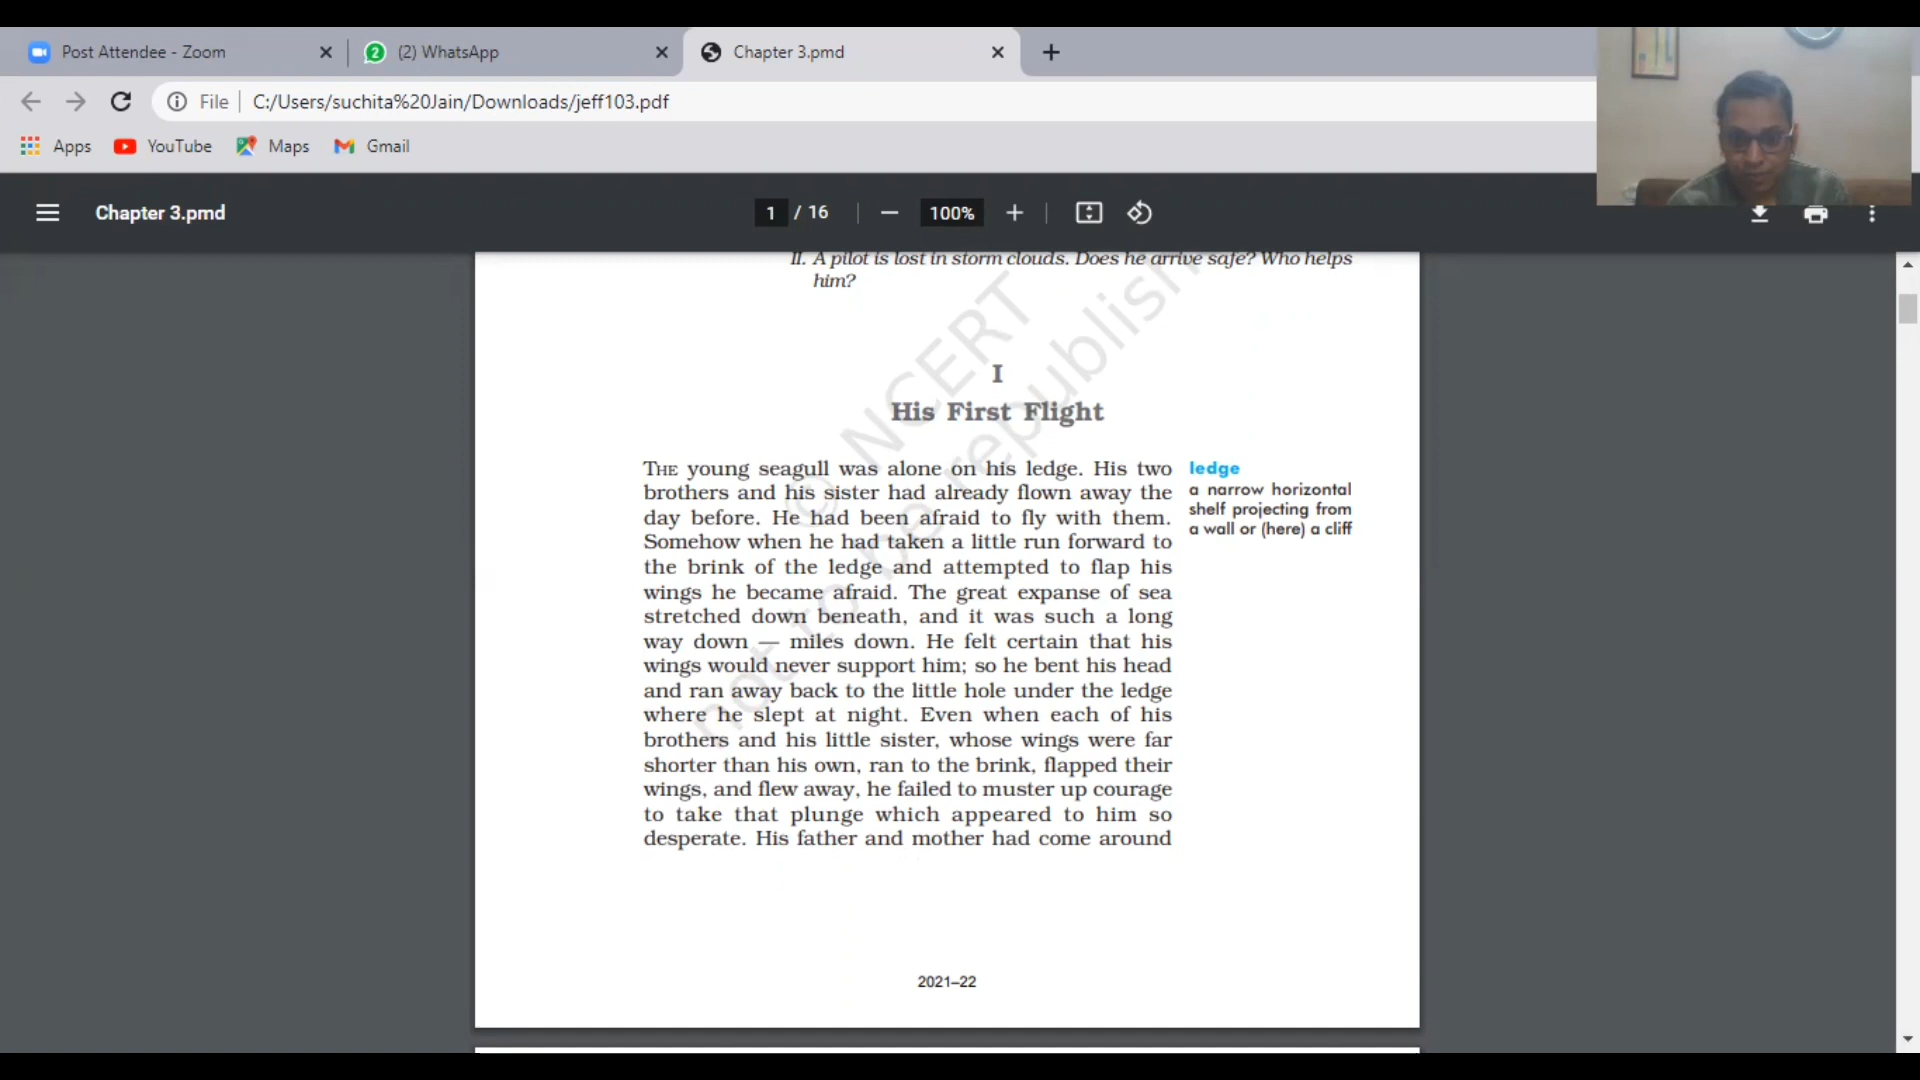 Post Attendee - Zoom
(2) WhatsApp
Chapter 3.pmd
File
C:/Users/suchita%20Jain/Downloads/jeff103.pdf
Apps
YouTube
Maps
Gmail
Chapter 3.pmd
1 / 16
100%
II. A pilot is lost in storm clouds. Does he arrive safe? Who helps
him?
I
His First Flight
THE young seagull was alone on his ledge. His two
brothers and his sister had already flown away the
day before. He had been afraid to fly with them.
Somehow when he had taken a little run forward to
the brink of the ledge and attempted to flap his
wings he became afraid. The great expanse of sea
stretched down beneath, and it was such a long
way down — miles down. He felt certain that his
wings would never support him; so he bent his head
and ran away back to the little hole under the ledge
where he slept at night. Even when each of his
brothers and his little sister, whose wings were far
shorter than his own, ran to the brink, flapped their
wings, and flew away, he failed to muster up courage
to take that plunge which appeared to him so
desperate. His father and mother had come around
ledge
a narrow horizontal
shelf projecting from
a wall or (here) a cliff
© NCERT
not to be republish
2021–22